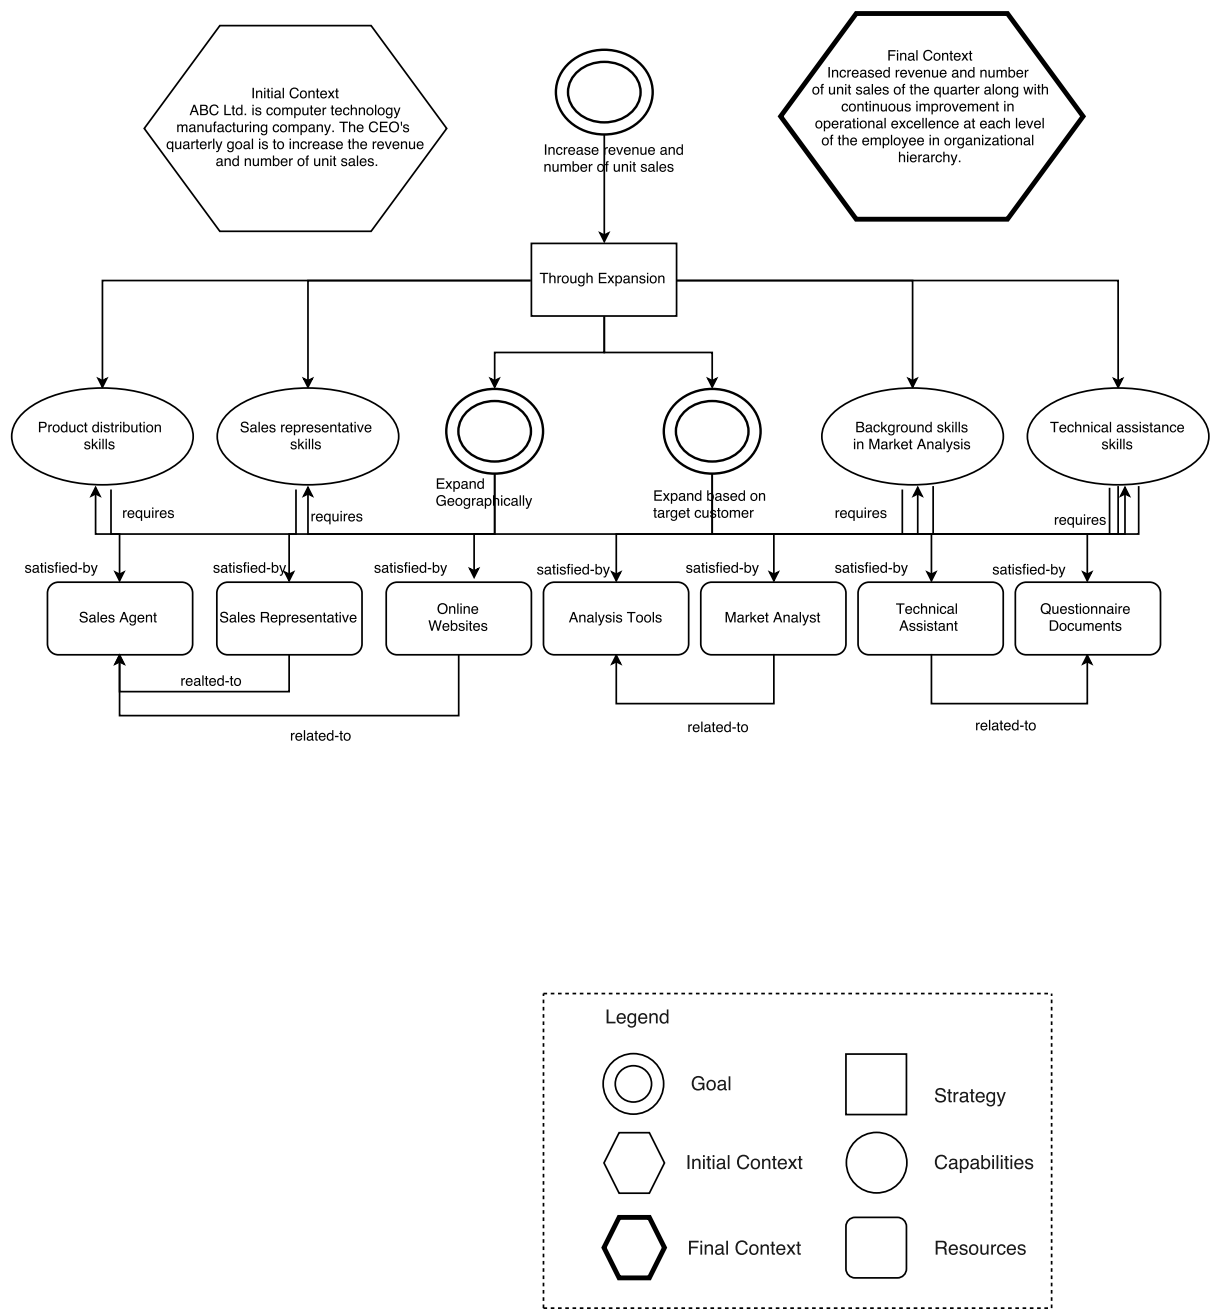 Initial Context
ABC Ltd. is computer technology
manufacturing company. The CEO's
quarterly goal is to increase the revenue
and number of unit sales.
Increase revenue and
number of unit sales
Final Context
Increased revenue and number
of unit sales of the quarter along with
continuous improvement in
operational excellence at each level
of the employee in organizational
hierarchy.
Through Expansion
Product distribution
skills
Sales representative
skills
Expand
Geographically
Expand based on
target customer
Background skills
in Market Analysis
Technical assistance
skills
requires
requires
requires
requires
satisfied-by
satisfied-by
satisfied-by
satisfied-by
satisfied-by
satisfied-by
satisfied-by
Sales Agent
Sales Representative
Online
Websites
Analysis Tools
Market Analyst
Technical
Assistant
Questionnaire
Documents
realted-to
related-to
related-to
related-to
Legend
Goal
Strategy
Initial Context
Capabilities
Final Context
Resources